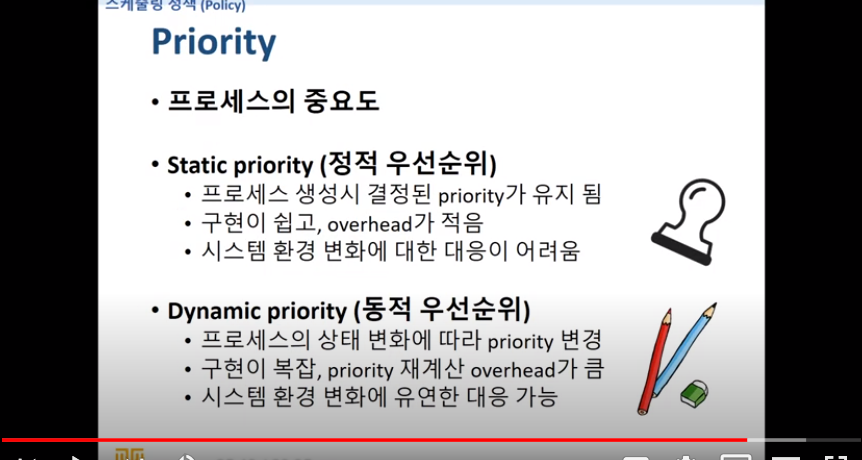 스케줄링 정책 (Policy)
Priority
• 프로세스의 중요도
• Static priority (정적 우선순위)
• 프로세스 생성시 결정된 priority가 유지 됨
• 구현이 쉽고, overhead가 적음
• 시스템 환경 변화에 대한 대응이 어려움
• Dynamic priority (동적 우선순위)
• 프로세스의 상태 변화에 따라 priority 변경
• 구현이 복잡, priority 재계산 overhead가 큼
• 시스템 환경 변화에 유연한 대응 가능